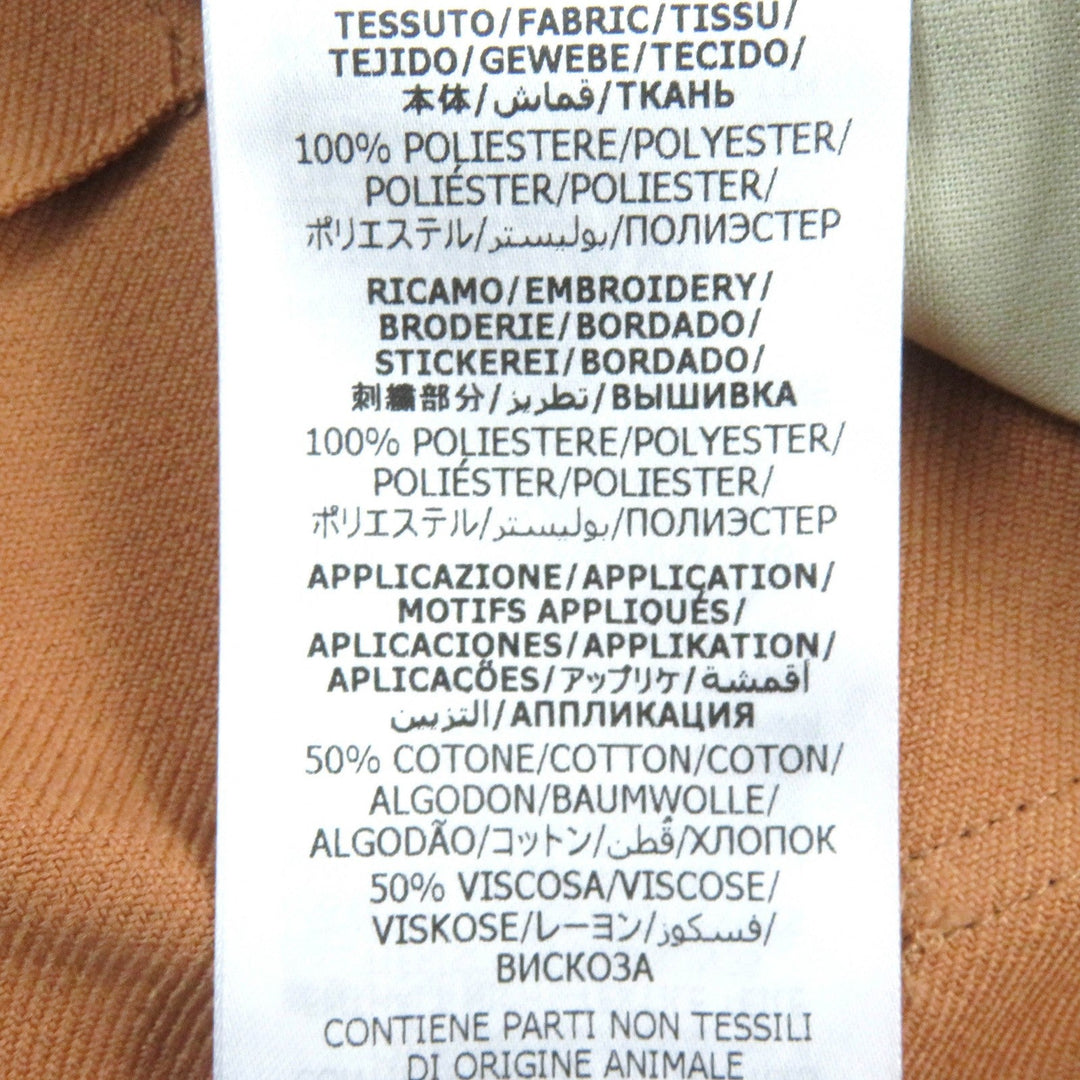 TESSUTO/FABRIC/TISSU/
TEJIDO/GEWEBE/TECIDO/
本体/قماش/ТКАНЬ
100% POLIESTERE/POLYESTER/
POLIÉSTER/POLIESTER/
ポリエステル/بوليستر/ПОЛИЭСТЕР
RICAMO/EMBROIDERY/
BRODERIE/BORDADO/
STICKEREI/BORDADO/
刺繍部分/تطريز/ВЫШИВКА
100% POLIESTERE/POLYESTER/
POLIÉSTER/POLIESTER/
ポリエステル/بوليستر/ПОЛИЭСТЕР
APPLICAZIONE/APPLICATION/
MOTIFS APPLIQUÉS/
APLICACIONES/APPLIKATION/
APLICACÕES/アップリケ/أقمشة
التزيين/АППЛИКАЦИЯ
50% COTONE/COTTON/COTON/
ALGODON/BAUMWOLLE/
ALGODÃO/コットン/قطن/ХЛОПОК
50% VISCOSA/VISCOSE/
VISKOSE/レーヨン/فسكوز/
ВИСКОЗА
CONTIENE PARTI NON TESSILI
DI ORIGINE ANIMALE